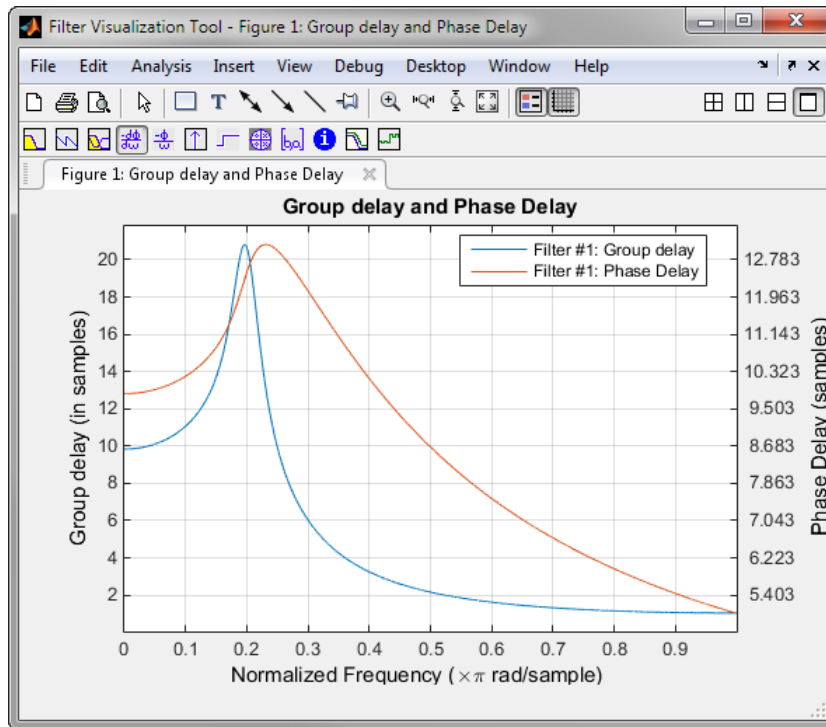 Filter Visualization Tool - Figure 1: Group delay and Phase Delay
File Edit Analysis Insert View Debug Desktop Window Help
Figure 1: Group delay and Phase Delay
Group delay and Phase Delay
Filter #1: Group delay
Filter #1: Phase Delay
Group delay (in samples)
20
18
16
14
12
10
8
6
4
2
12.783
11.963
11.143
10.323
9.503
8.683
7.863
7.043
6.223
5.403
Phase Delay (samples)
0 0.1 0.2 0.3 0.4 0.5 0.6 0.7 0.8 0.9
Normalized Frequency (×π rad/sample)